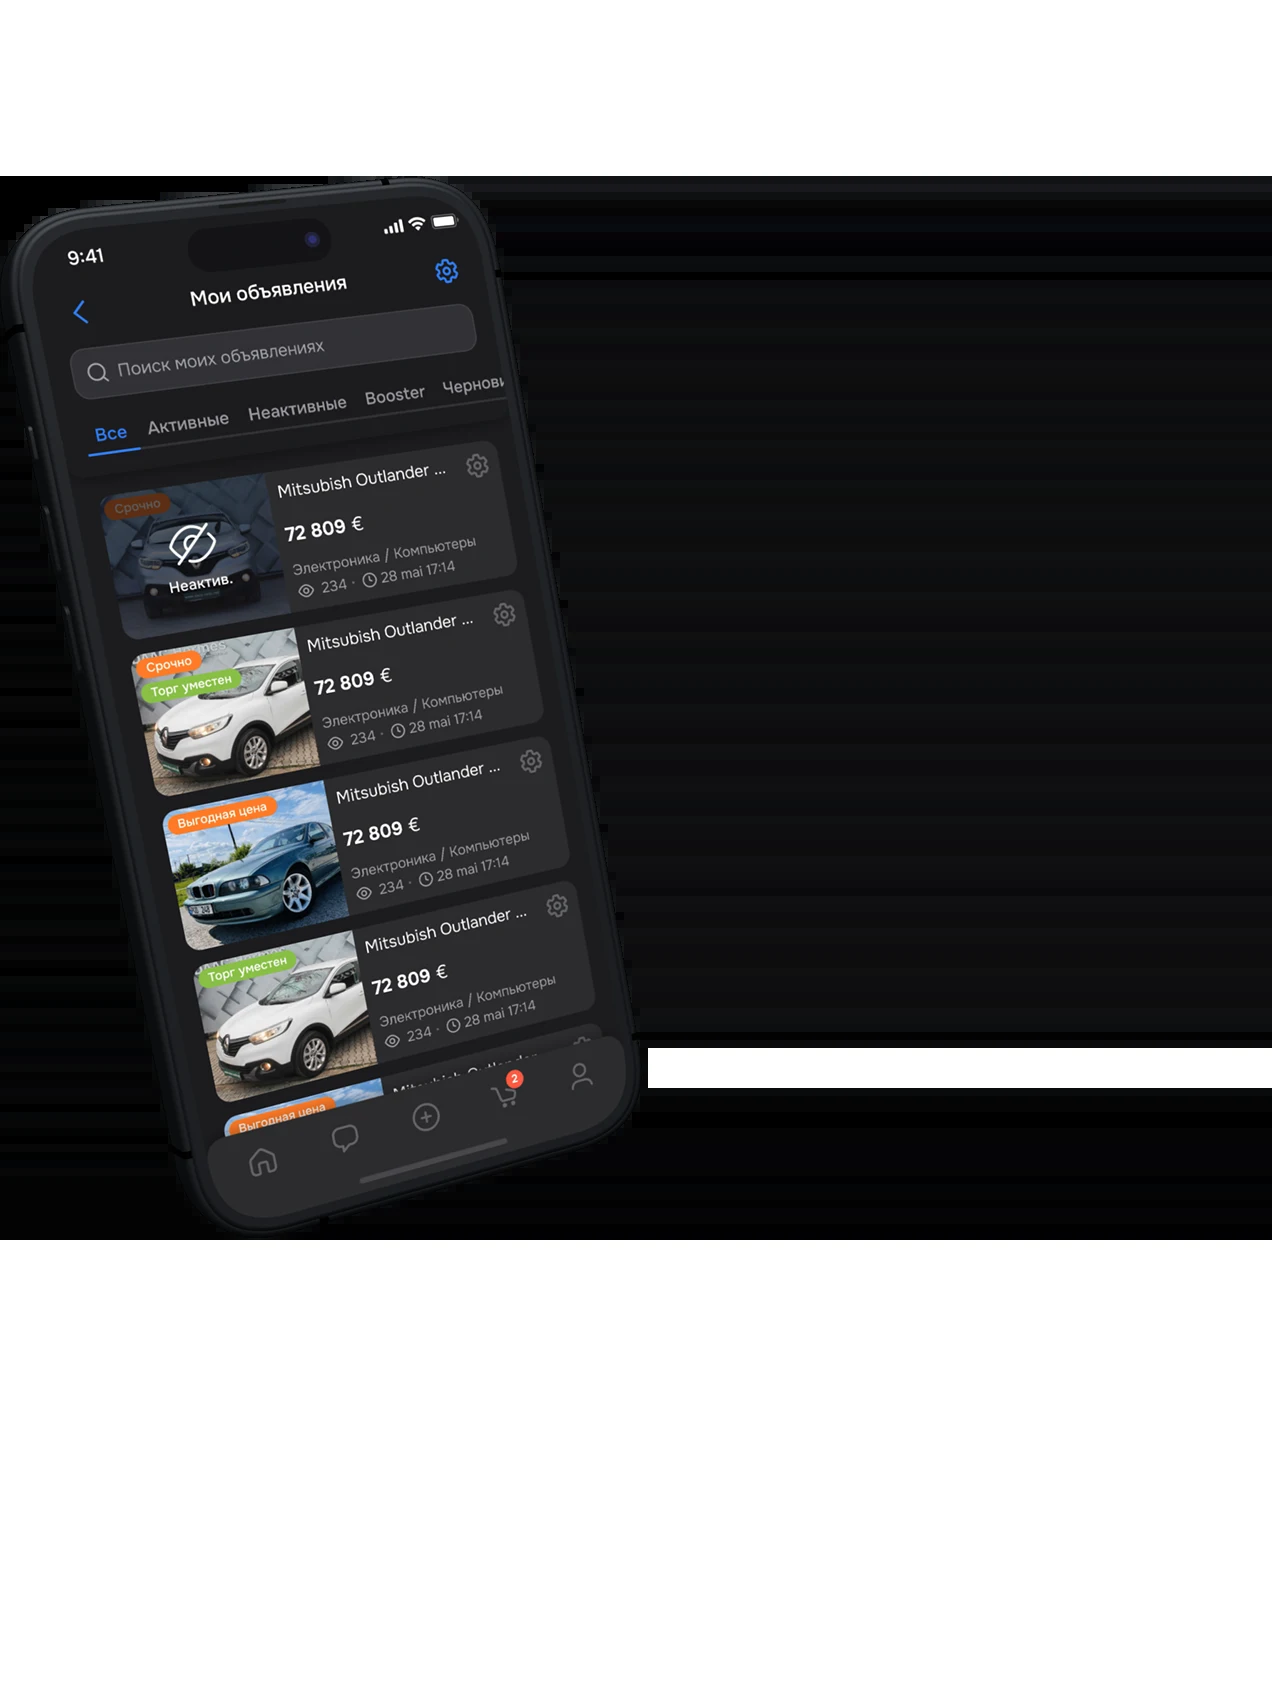 9:41
Мои объявления
Поиск моих объявлениях
Все Активные Неактивные Booster Чернови
Срочно
Неактив.
Mitsubish Outlander ...
72 809 €
Электроника / Компьютеры
234 · 28 mai 17:14
Срочно
Торг уместен
Mitsubish Outlander ...
72 809 €
Электроника / Компьютеры
234 · 28 mai 17:14
Выгодная цена
Mitsubish Outlander ...
72 809 €
Электроника / Компьютеры
234 · 28 mai 17:14
Торг уместен
Mitsubish Outlander ...
72 809 €
Электроника / Компьютеры
234 · 28 mai 17:14
Выгодная цена
Mitsubish Outlander
2